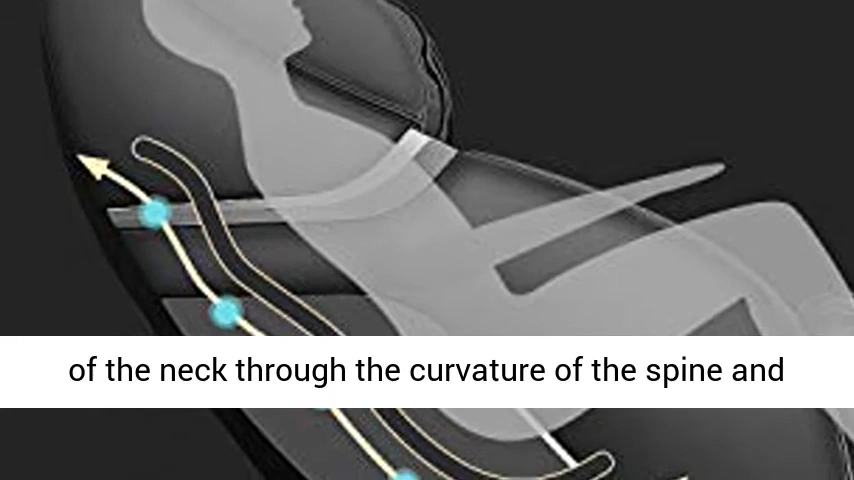 of the neck through the curvature of the spine and